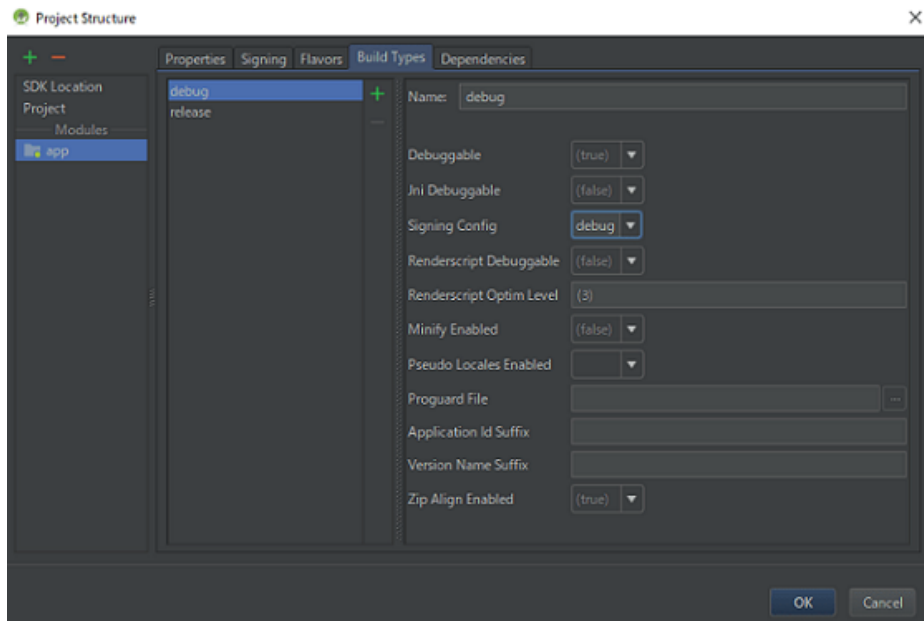 Project Structure
Properties Signing Flavors Build Types Dependencies
SDK Location
Project
Modules
app
debug
release
Name: debug
Debuggable (true)
Jni Debuggable (false)
Signing Config debug
Renderscript Debuggable (false)
Renderscript Optim Level (3)
Minify Enabled (false)
Pseudo Locales Enabled
Proguard File ...
Application Id Suffix
Version Name Suffix
Zip Align Enabled (true)
OK Cancel